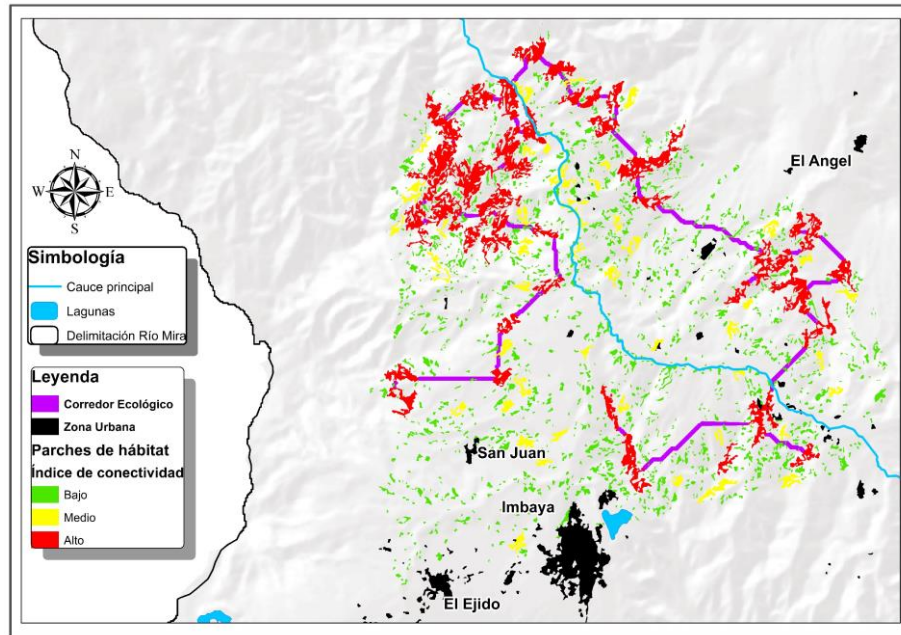 El Angel
N
W
E
S
Simbología
Cauce principal
Lagunas
Delimitación Río Mira
Leyenda
Corredor Ecológico
Zona Urbana
Parches de hábitat
Índice de conectividad
Bajo
Medio
Alto
San Juan
Imbaya
El Ejido